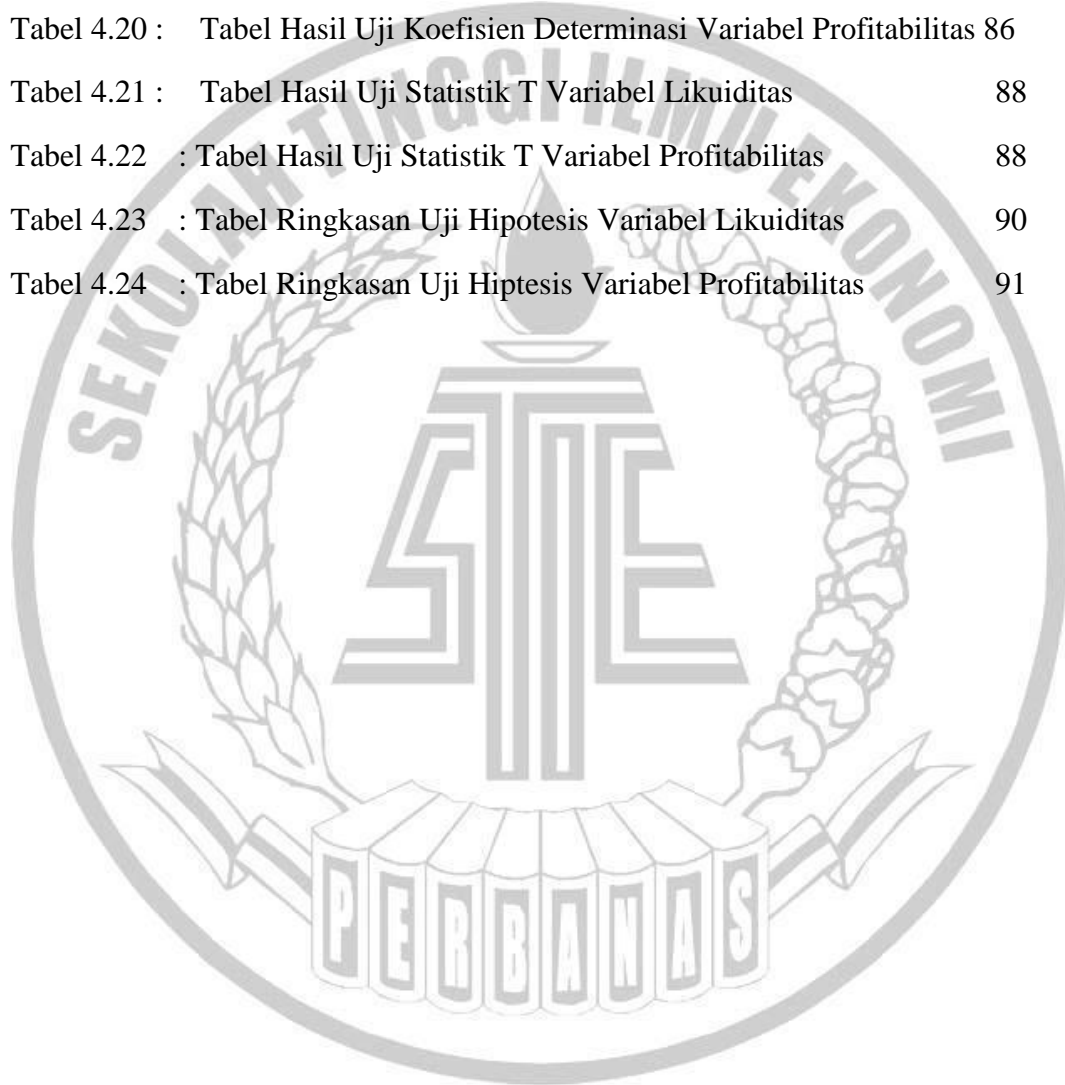 Tabel 4.20 : Tabel Hasil Uji Koefisien Determinasi Variabel Profitabilitas 86
Tabel 4.21 : Tabel Hasil Uji Statistik T Variabel Likuiditas 88
Tabel 4.22 : Tabel Hasil Uji Statistik T Variabel Profitabilitas 88
Tabel 4.23 : Tabel Ringkasan Uji Hipotesis Variabel Likuiditas 90
Tabel 4.24 : Tabel Ringkasan Uji Hiptesis Variabel Profitabilitas 91
SEKOLAH TINGGI ILMU EKONOMI
STIE
PERBANAS